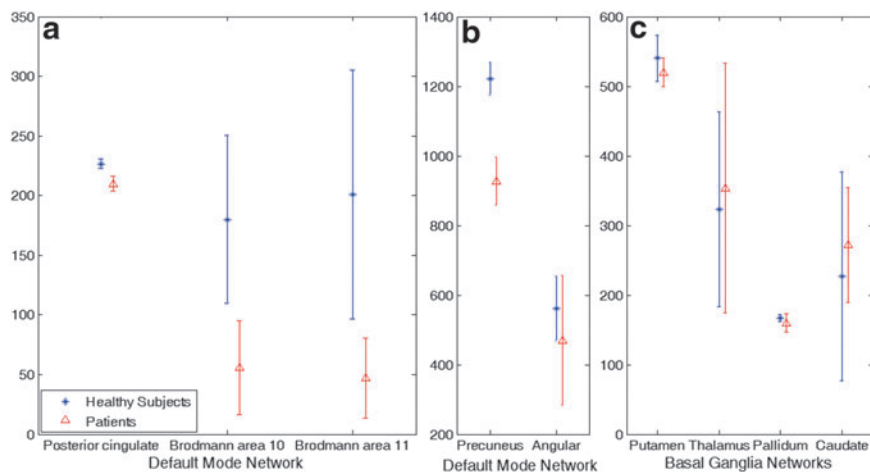 a
350
300
250
200
150
100
50
0
Healthy Subjects
Patients
Posterior cingulate Brodmann area 10 Brodmann area 11
Default Mode Network
b
1400
1200
1000
800
600
400
200
Precuneus Angular
Default Mode Network
c
600
500
400
300
200
100
0
Putamen Thalamus Pallidum Caudate
Basal Ganglia Networks